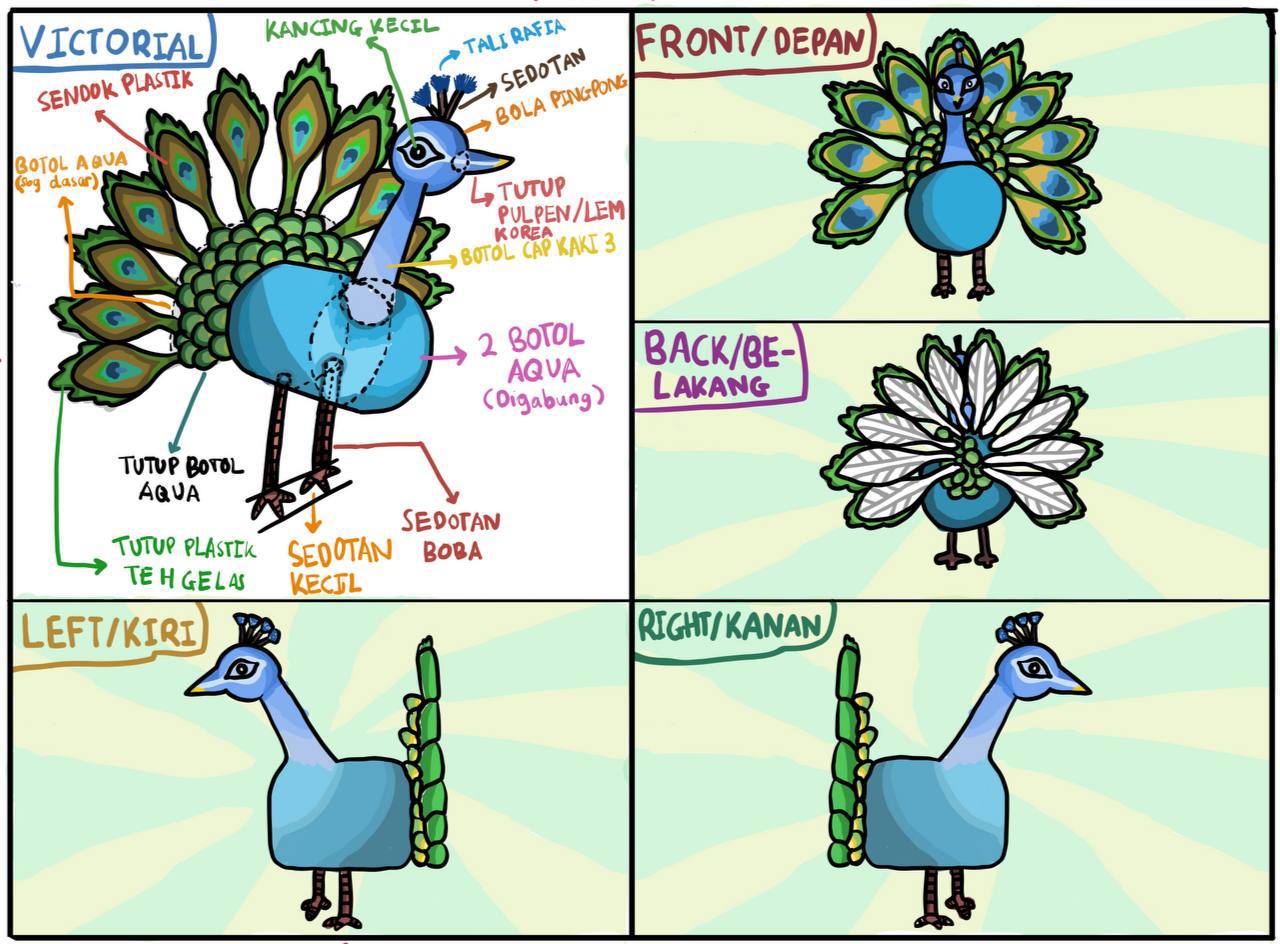 VICTORIAL
KANCING KECIL
TALI RAFIA
SEDOTAN
BOLA PINGPONG
SENDOK PLASTIK
BOTOL AQUA
(sbg dasar)
TUTUP
PULPEN/LEM
KOREA
BOTOL CAP KAKI 3
2 BOTOL
AQUA
(Digabung)
TUTUP BOTOL
AQUA
TUTUP PLASTIK
TEH GELAS
SEDOTAN
KECIL
SEDOTAN
BOBA
FRONT/DEPAN
BACK/BE-
LAKANG
LEFT/KIRI
RIGHT/KANAN